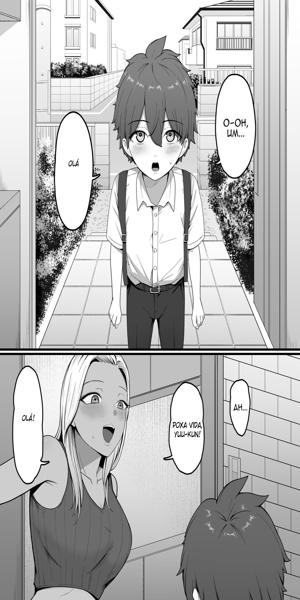 O-OH,
UM...
OLÁ
AH...
POXA VIDA,
YUU-KUN!
OLÁ!